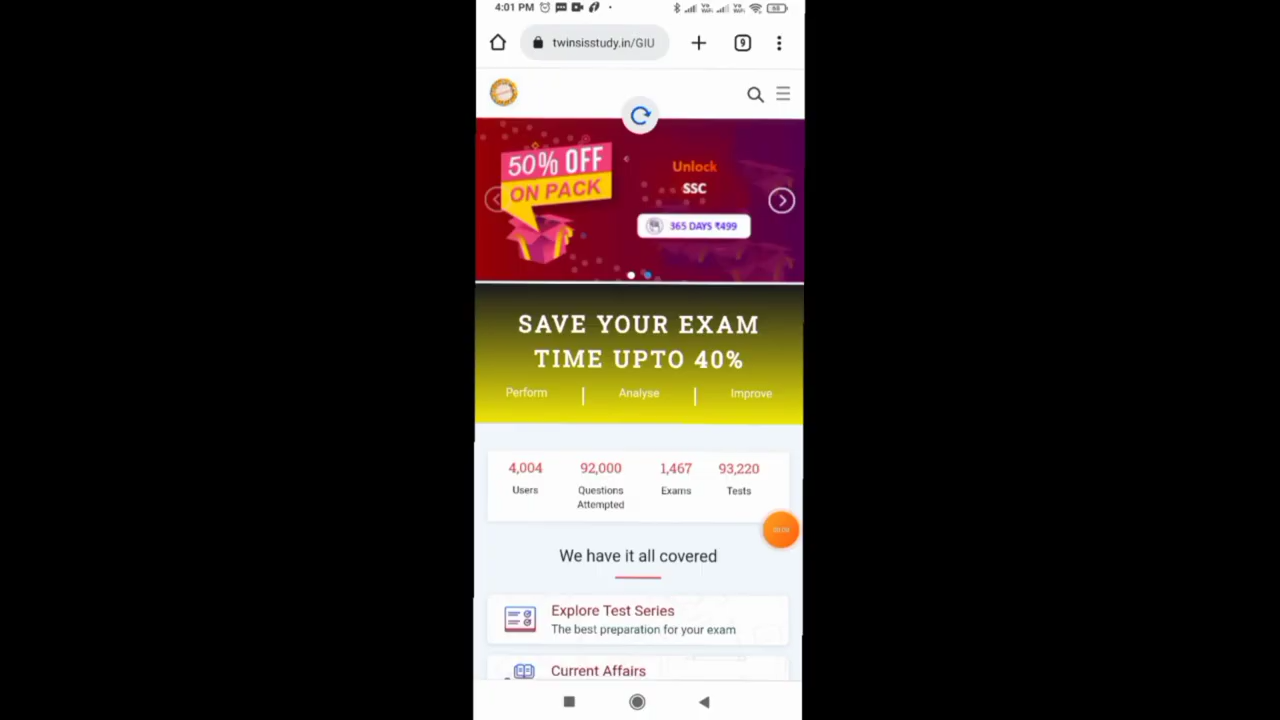 4:01 PM
68
twinsisstudy.in/GIU
9
50% OFF
ON PACK
Unlock
SSC
365 DAYS ₹499
SAVE YOUR EXAM
TIME UPTO 40%
Perform
Analyse
Improve
4,004
92,000
1,467
93,220
Users
Questions
Attempted
Exams
Tests
We have it all covered
Explore Test Series
The best preparation for your exam
Current Affairs